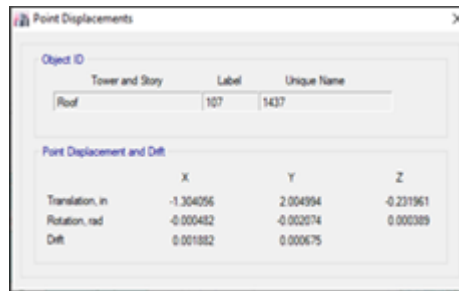 Point Displacements
Object ID
Tower and Story Label Unique Name
Roof 107 1437
Point Displacement and Drift
X Y Z
Translation, in -1.304056 2.004994 -0.231961
Rotation, rad -0.000482 -0.002074 0.000389
Drift 0.001882 0.000675